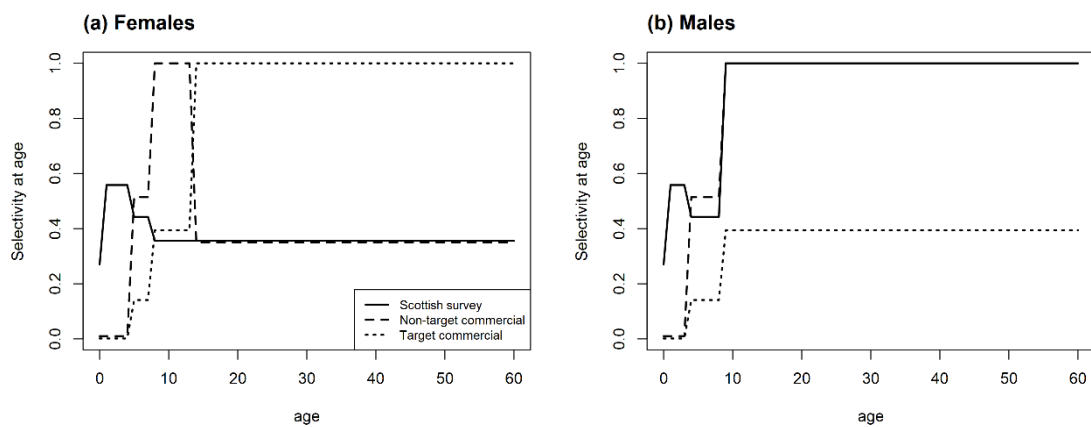 (a) Females
Selectivity at age
1.0
0.8
0.6
0.4
0.2
0.0
0 10 20 30 40 50 60
age
Scottish survey
Non-target commercial
Target commercial
(b) Males
Selectivity at age
1.0
0.8
0.6
0.4
0.2
0.0
0 10 20 30 40 50 60
age